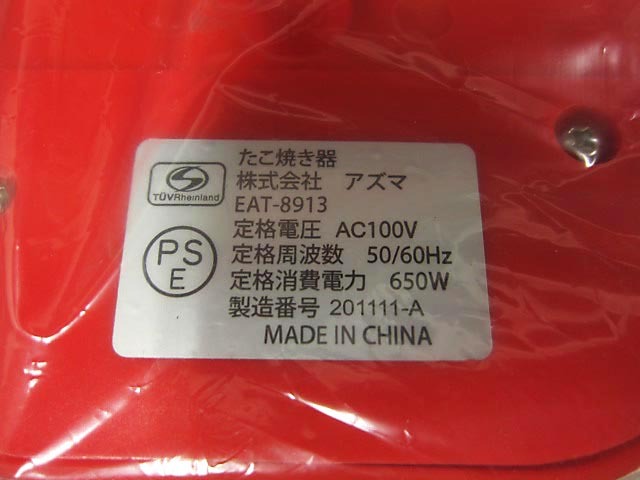 TÜVRheinland
PS
E
たこ焼き器
株式会社 アズマ
EAT-8913
定格電圧 AC100V
定格周波数 50/60Hz
定格消費電力 650W
製造番号 201111-A
MADE IN CHINA